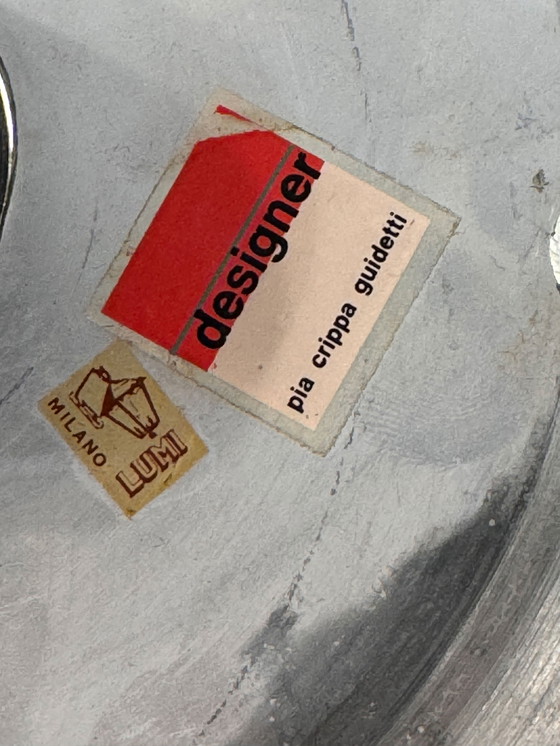 designer
pia crippa guidetti
MILANO
LUMI